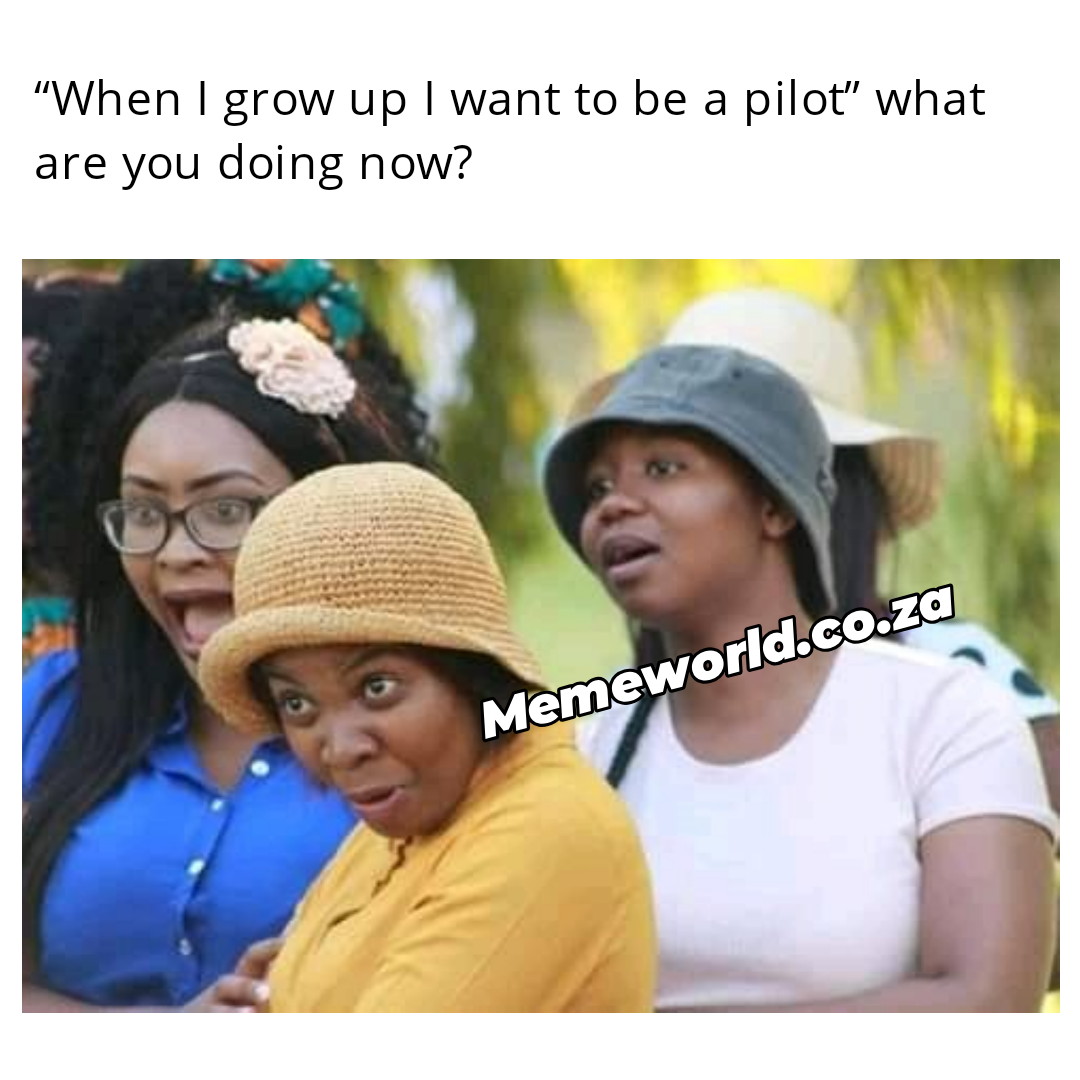 “When I grow up I want to be a pilot” what
are you doing now?
Memeworld.co.za